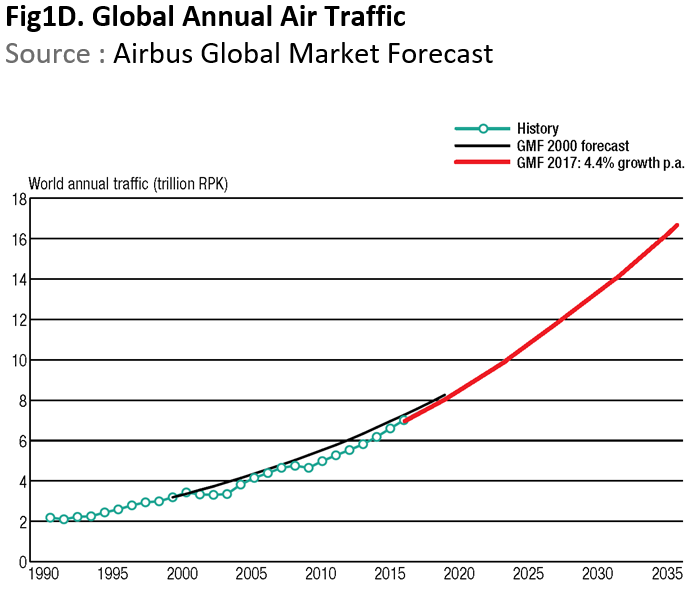 Fig1D. Global Annual Air Traffic
Source : Airbus Global Market Forecast
History
GMF 2000 forecast
GMF 2017: 4.4% growth p.a.
World annual traffic (trillion RPK)
18
16
14
12
10
8
6
4
2
0
1990 1995 2000 2005 2010 2015 2020 2025 2030 2035